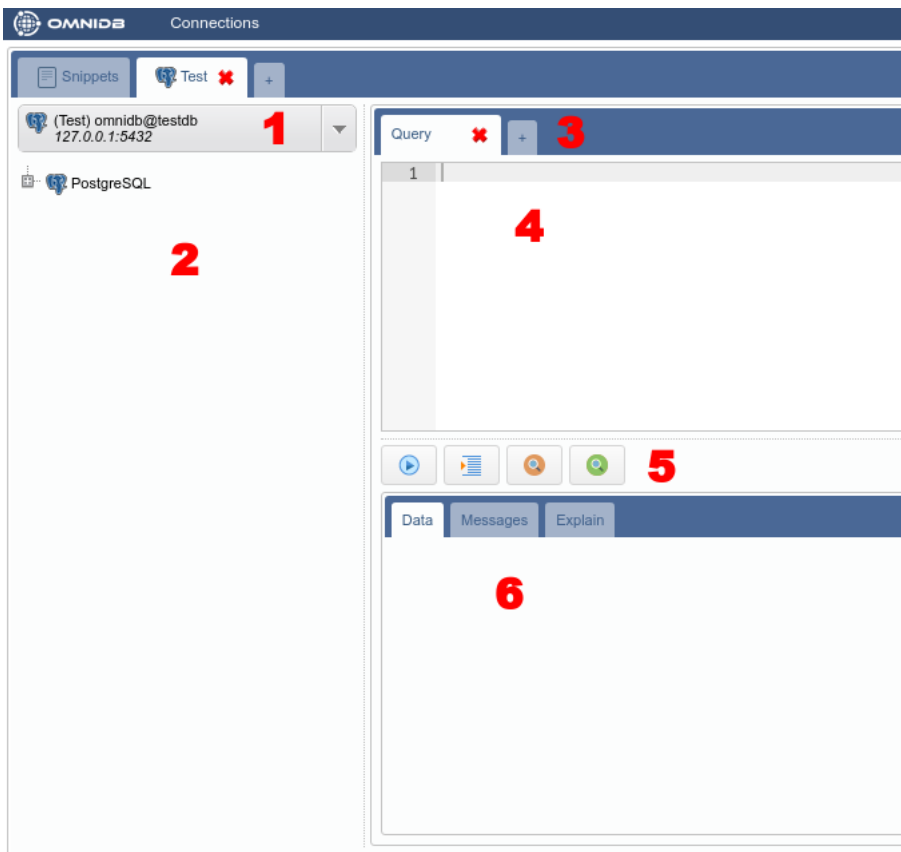 OMNIDB Connections
Snippets Test +
(Test) omnidb@testdb
127.0.0.1:5432
1
Query + 3
1
PostgreSQL
4
2
5
Data Messages Explain
6